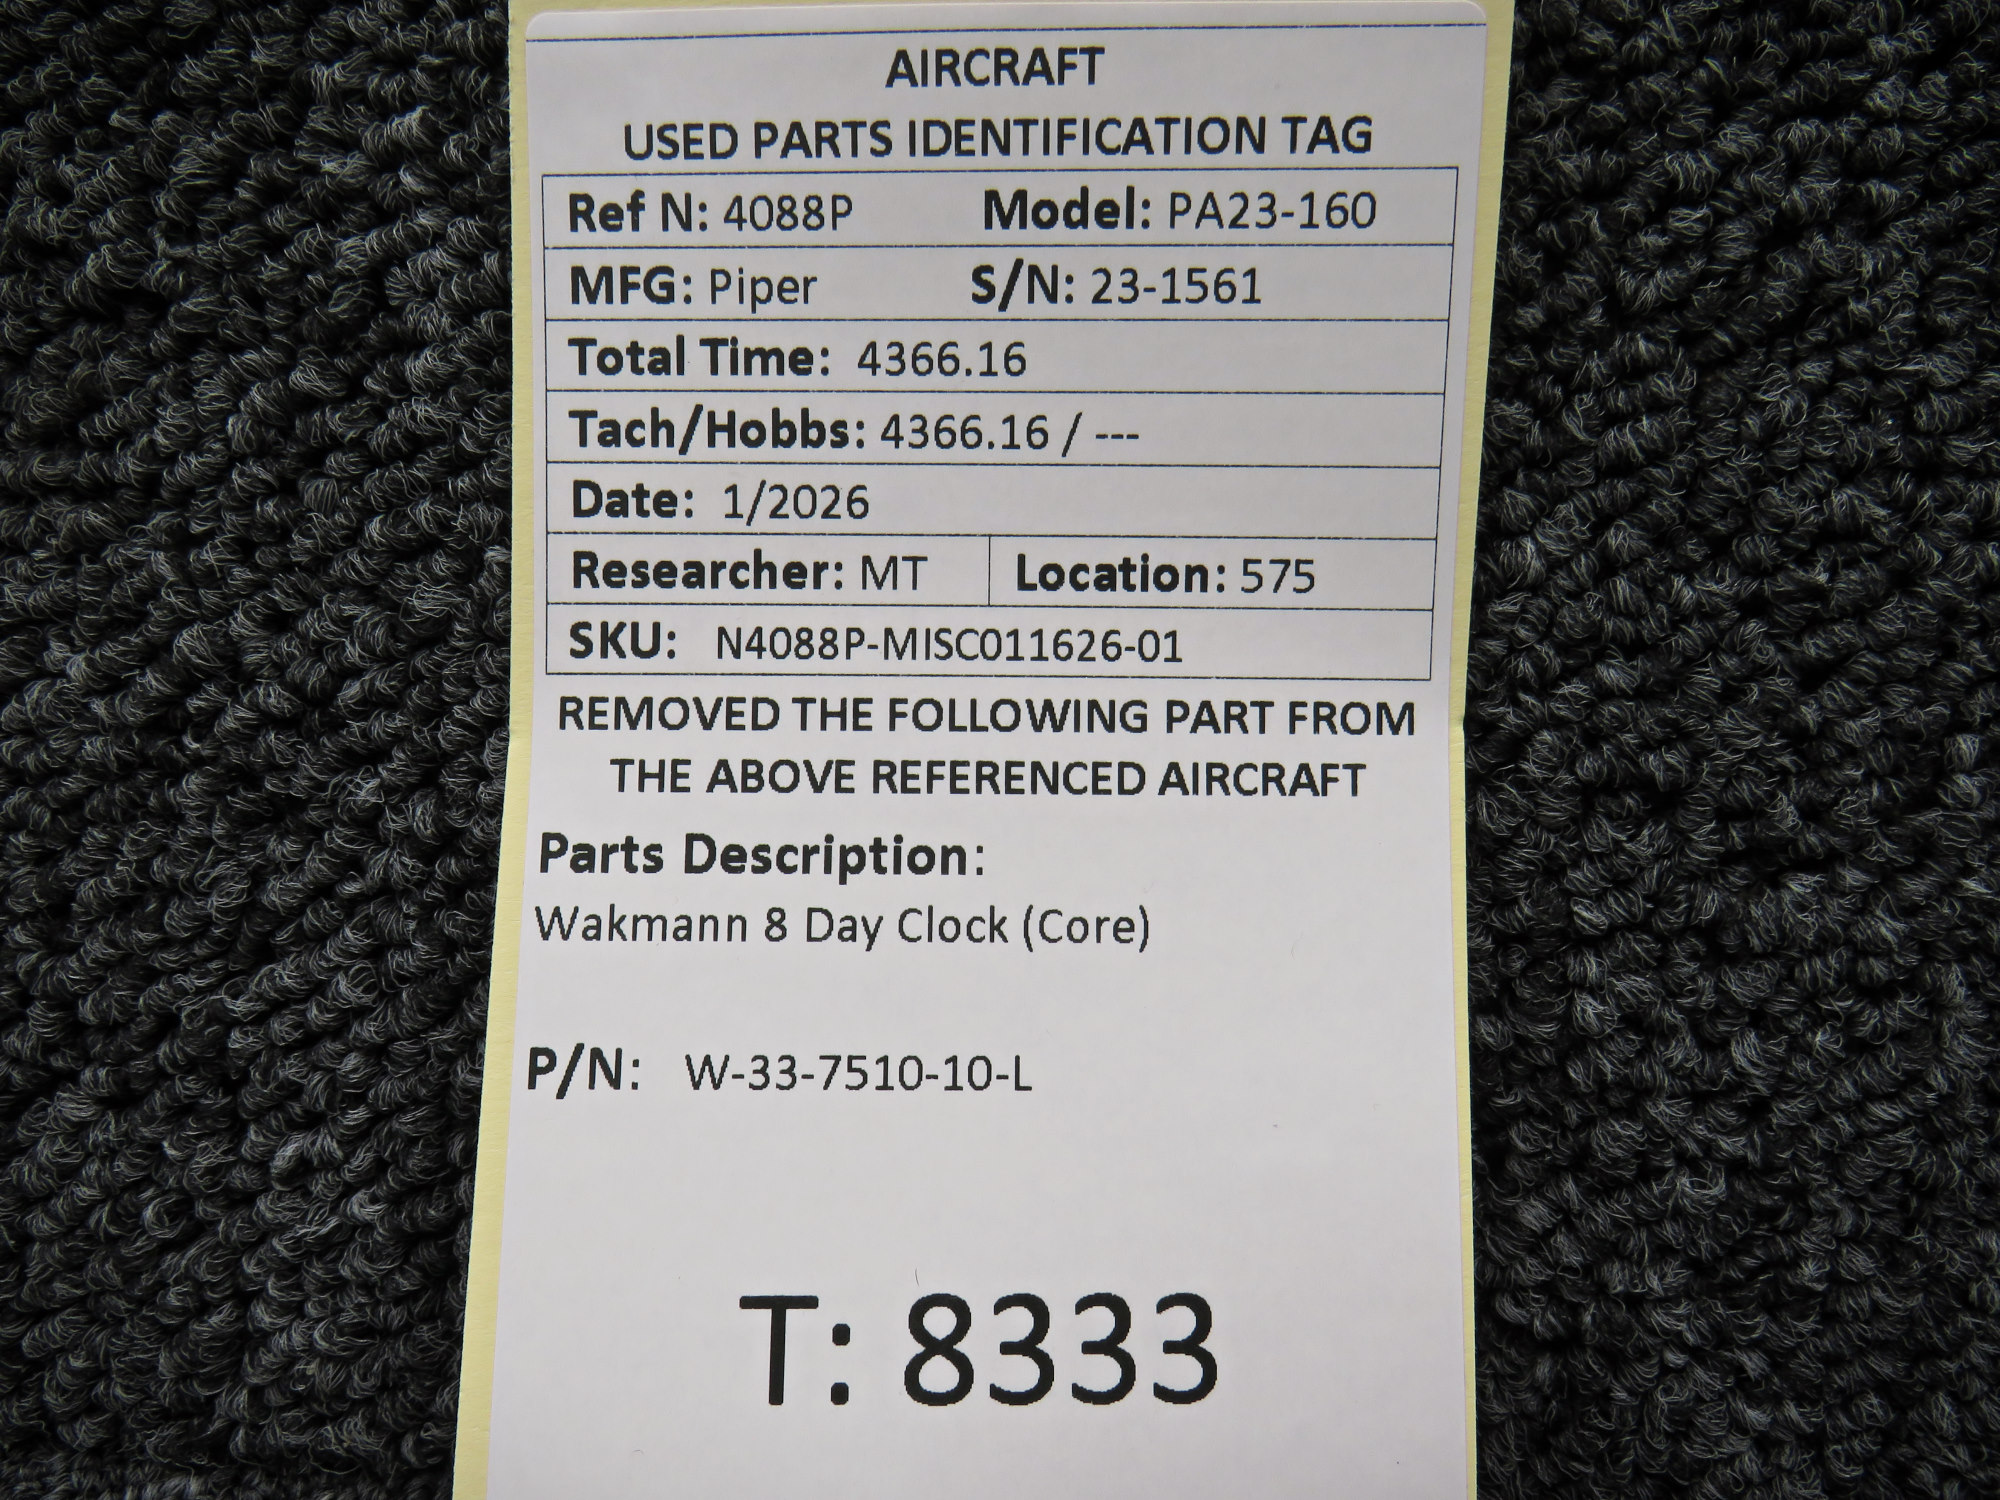 AIRCRAFT
USED PARTS IDENTIFICATION TAG
Ref N: 4088P Model: PA23-160
MFG: Piper S/N: 23-1561
Total Time: 4366.16
Tach/Hobbs: 4366.16 / ---
Date: 1/2026
Researcher: MT Location: 575
SKU: N4088P-MISC011626-01
REMOVED THE FOLLOWING PART FROM
THE ABOVE REFERENCED AIRCRAFT
Parts Description:
Wakmann 8 Day Clock (Core)
P/N: W-33-7510-10-L
T: 8333